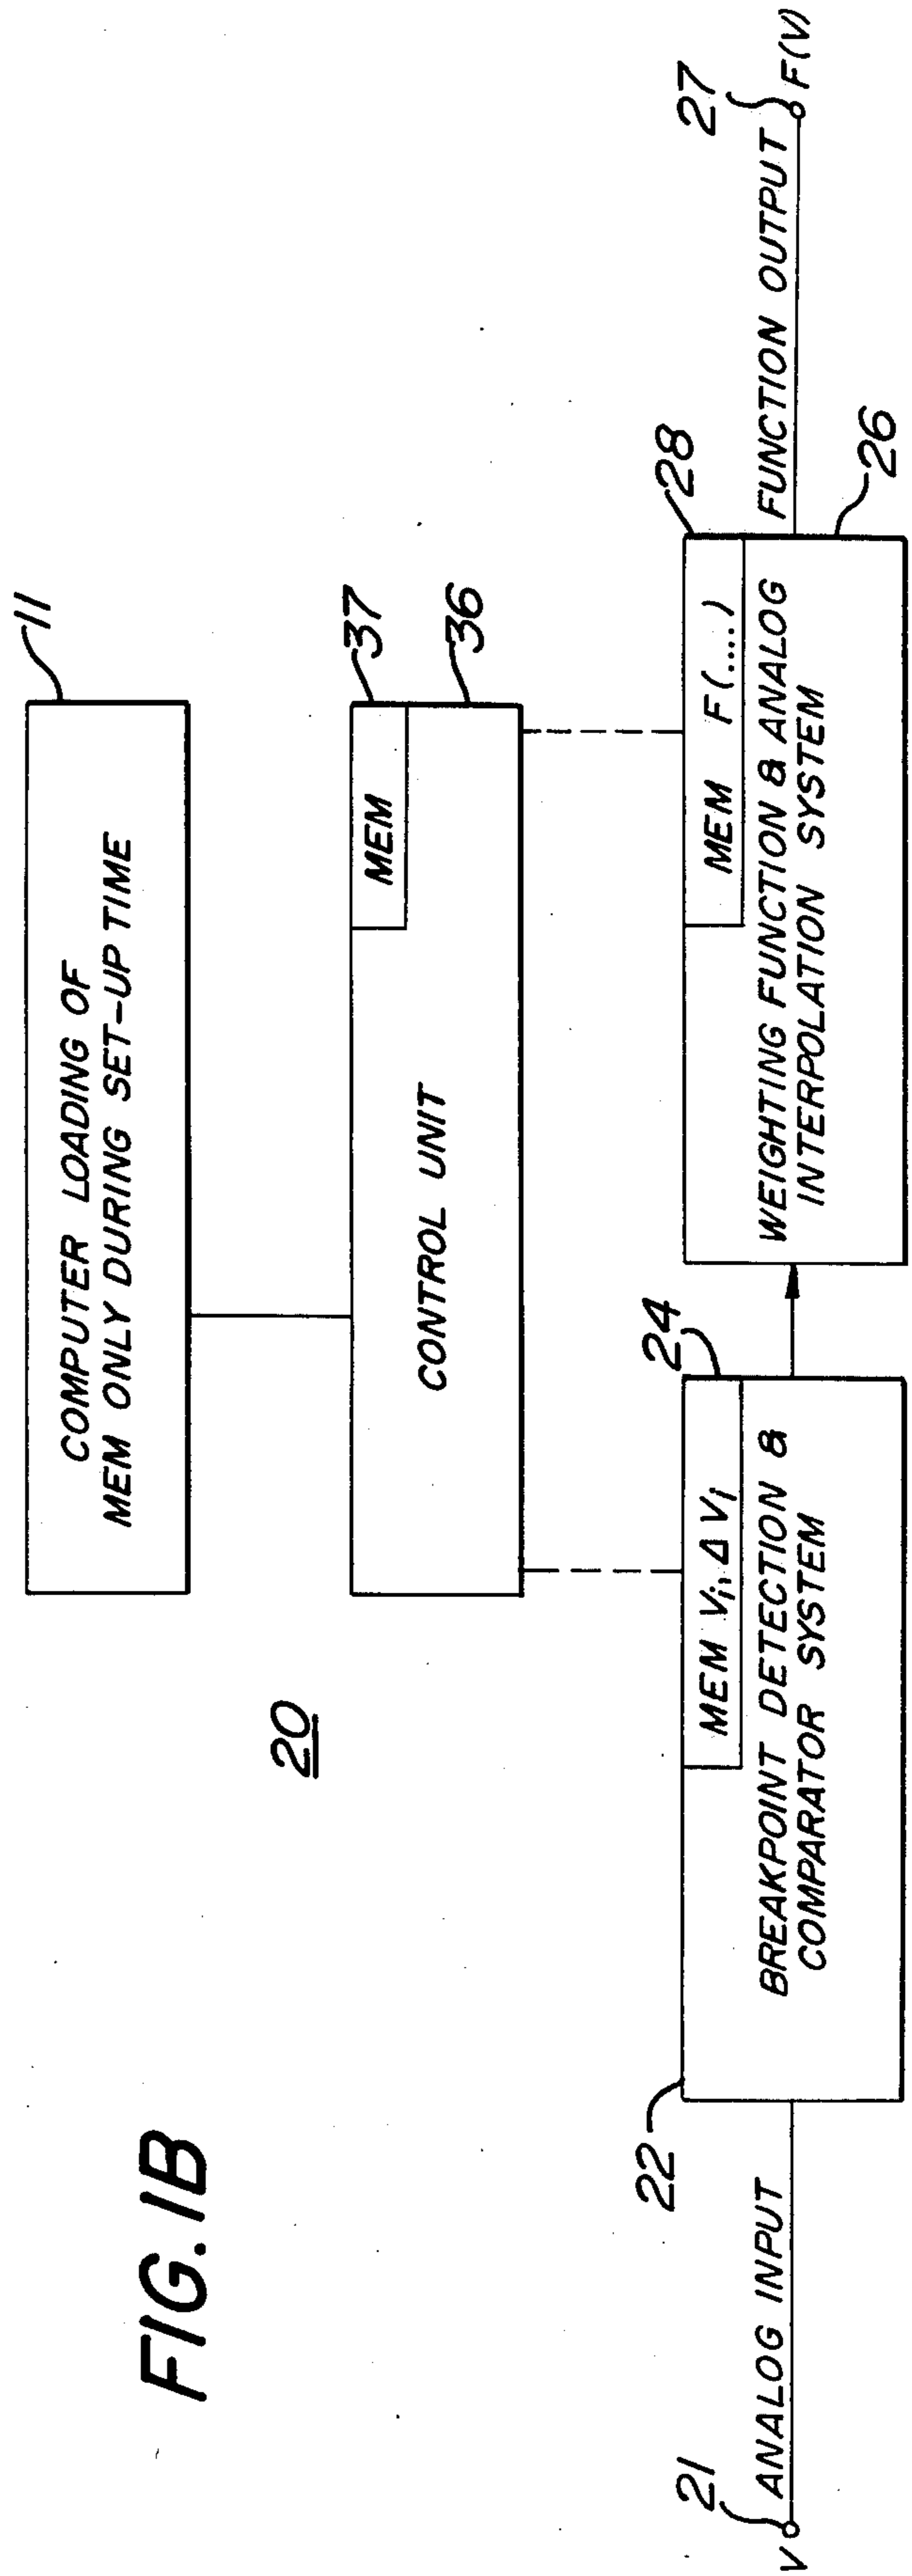 FIG. 1B
20
COMPUTER LOADING OF
MEM ONLY DURING SET-UP TIME
11
MEM
37
CONTROL UNIT
36
V
21
ANALOG INPUT
22
MEM Vi, Δ Vi
24
BREAKPOINT DETECTION &
COMPARATOR SYSTEM
MEM F(....)
28
WEIGHTING FUNCTION & ANALOG
INTERPOLATION SYSTEM
26
FUNCTION OUTPUT
27
F(V)